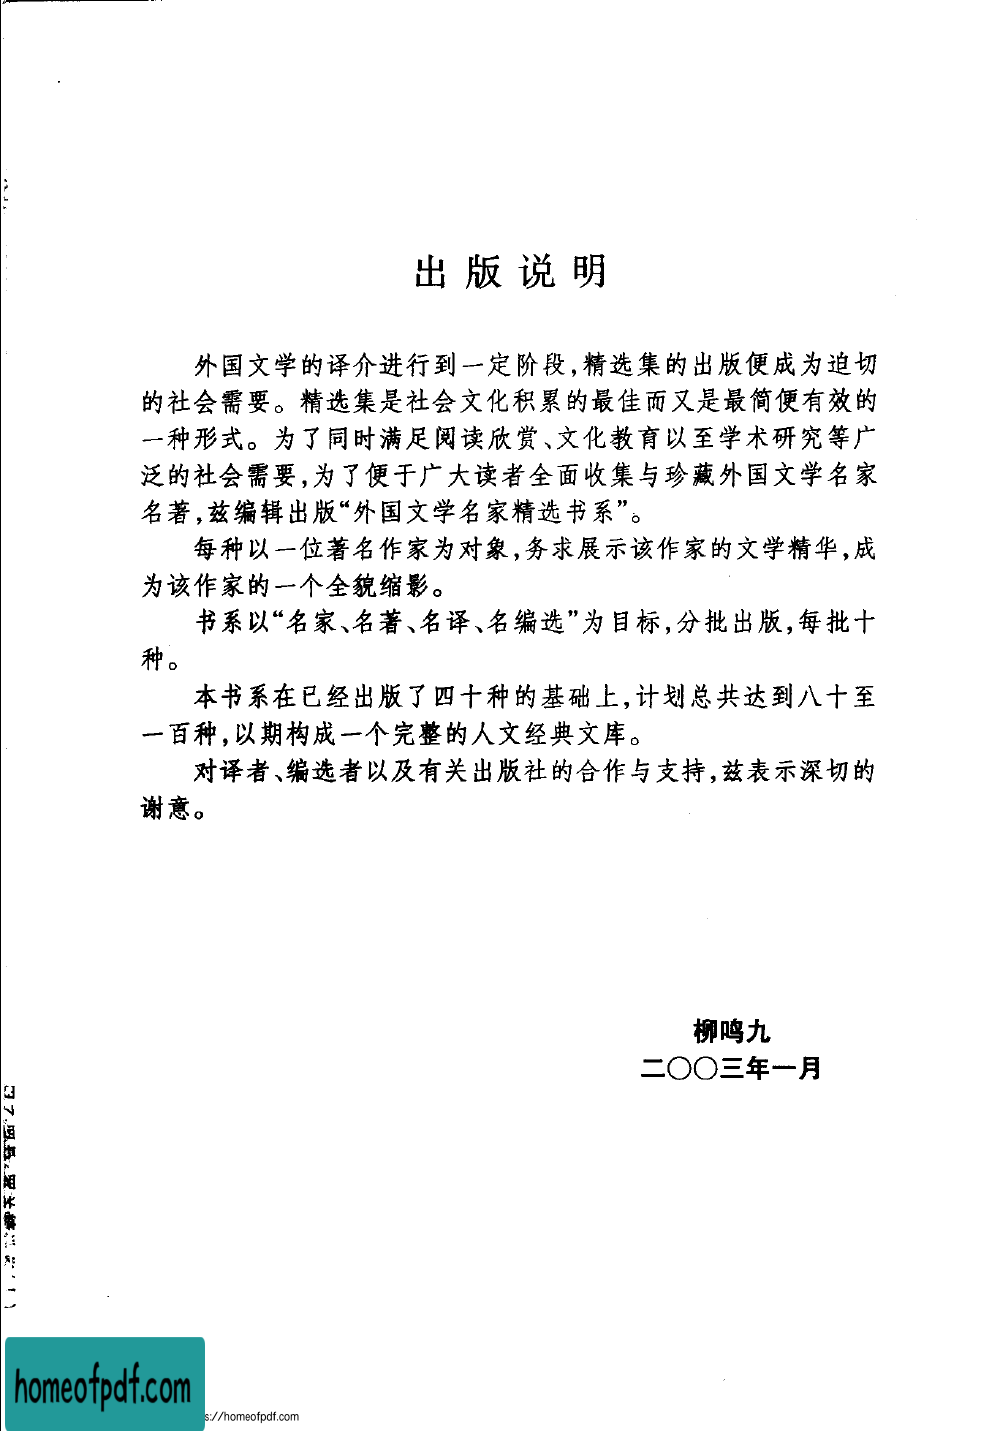 出版说明
外国文学的译介进行到一定阶段,精选集的出版便成为迫切
的社会需要。精选集是社会文化积累的最佳而又是最简便有效的
一种形式。为了同时满足阅读欣赏、文化教育以至学术研究等广
泛的社会需要,为了便于广大读者全面收集与珍藏外国文学名家
名著,兹编辑出版“外国文学名家精选书系”。
每种以一位著名作家为对象,务求展示该作家的文学精华,成
为该作家的一个全貌缩影。
书系以“名家、名著、名译、名编选”为目标,分批出版,每批十
种。
本书系在已经出版了四十种的基础上,计划总共达到八十至
一百种,以期构成一个完整的人文经典文库。
对译者、编选者以及有关出版社的合作与支持,兹表示深切的
谢意。
柳鸣九
二〇〇三年一月
homeofpdf.com
s://homeofpdf.com